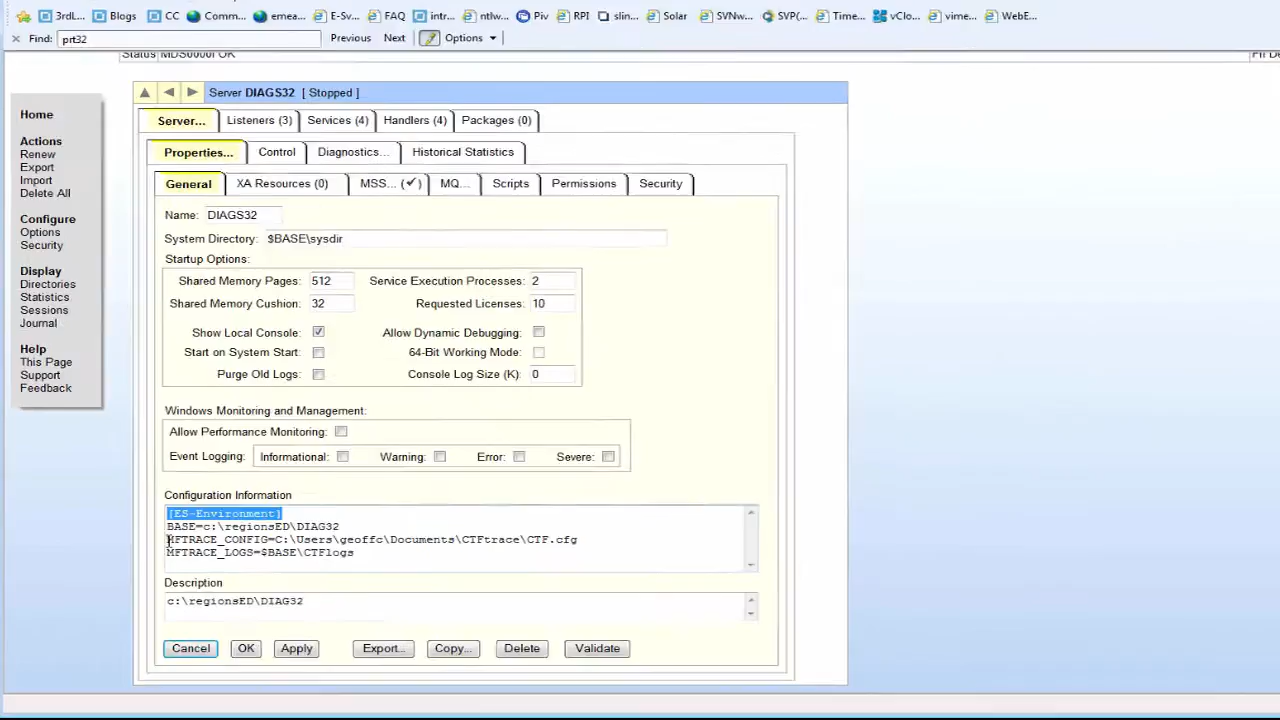 3rdL... Blogs CC Comm... emea... E-Sv... FAQ intr... ntlw... Piv RPI slin... Solar SVNw... SVP(... Time... vClo... vime... WebE...
Find: prt32 Previous Next Options
Status MDS0000I OK
Server DIAGS32 [ Stopped ]
Server... Listeners (3) Services (4) Handlers (4) Packages (0)
Properties... Control Diagnostics... Historical Statistics
General XA Resources (0) MSS... (✓) MQ... Scripts Permissions Security
Home
Actions
Renew
Export
Import
Delete All
Configure
Options
Security
Display
Directories
Statistics
Sessions
Journal
Help
This Page
Support
Feedback
Name: DIAGS32
System Directory: $BASE\sysdir
Startup Options:
Shared Memory Pages: 512 Service Execution Processes: 2
Shared Memory Cushion: 32 Requested Licenses: 10
Show Local Console: Allow Dynamic Debugging:
Start on System Start: 64-Bit Working Mode:
Purge Old Logs: Console Log Size (K): 0
Windows Monitoring and Management:
Allow Performance Monitoring:
Event Logging: Informational: Warning: Error: Severe:
Configuration Information
[ES-Environment]
BASE=c:\regionsED\DIAG32
MFTRACE_CONFIG=C:\Users\geoffc\Documents\CTFtrace\CTF.cfg
MFTRACE_LOGS=$BASE\CTFlogs
Description
c:\regionsED\DIAG32
Cancel OK Apply Export... Copy... Delete Validate